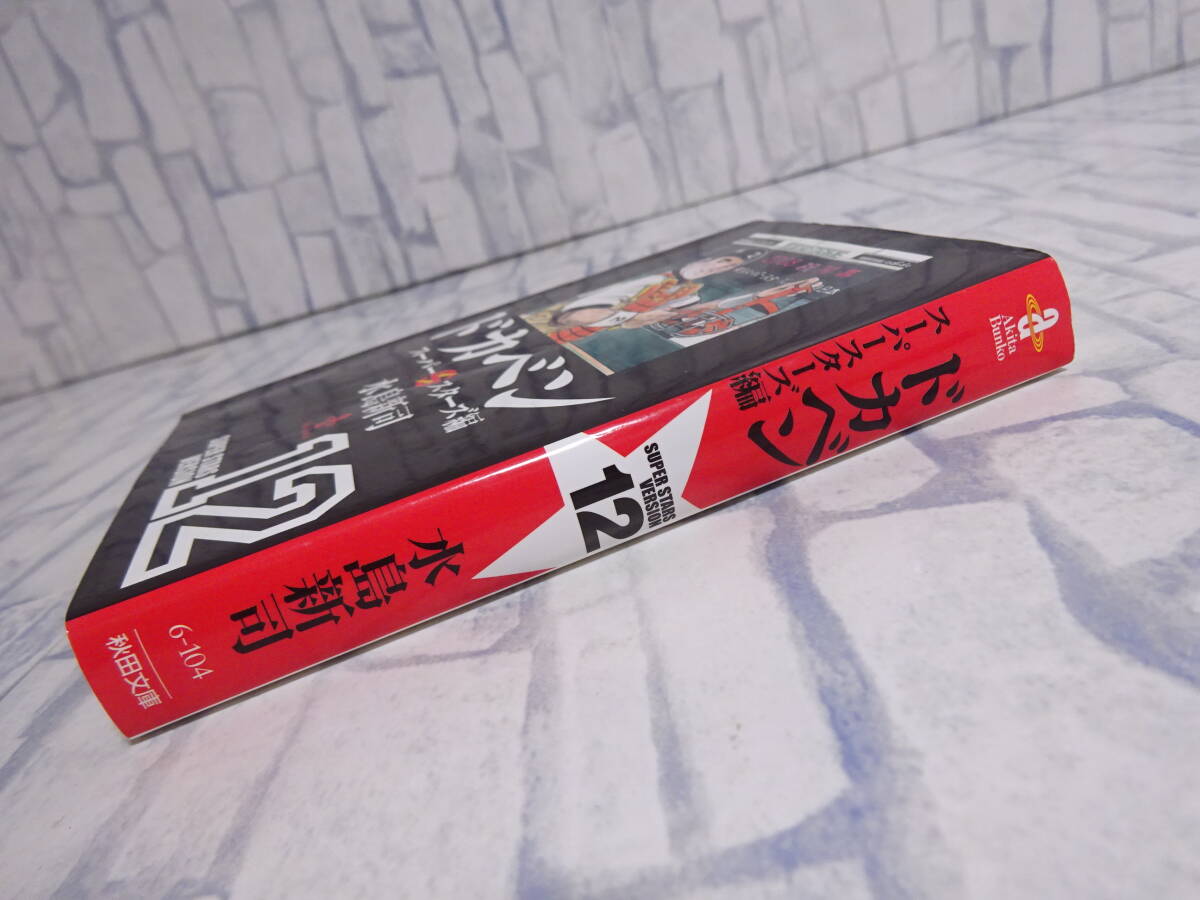 Akita
Bunko
ドカベン
スーパースターズ編
SUPER STARS
VERSION
12
水島新司
6-104
秋田文庫
ドカベン
スーパースターズ編
水島新司
12